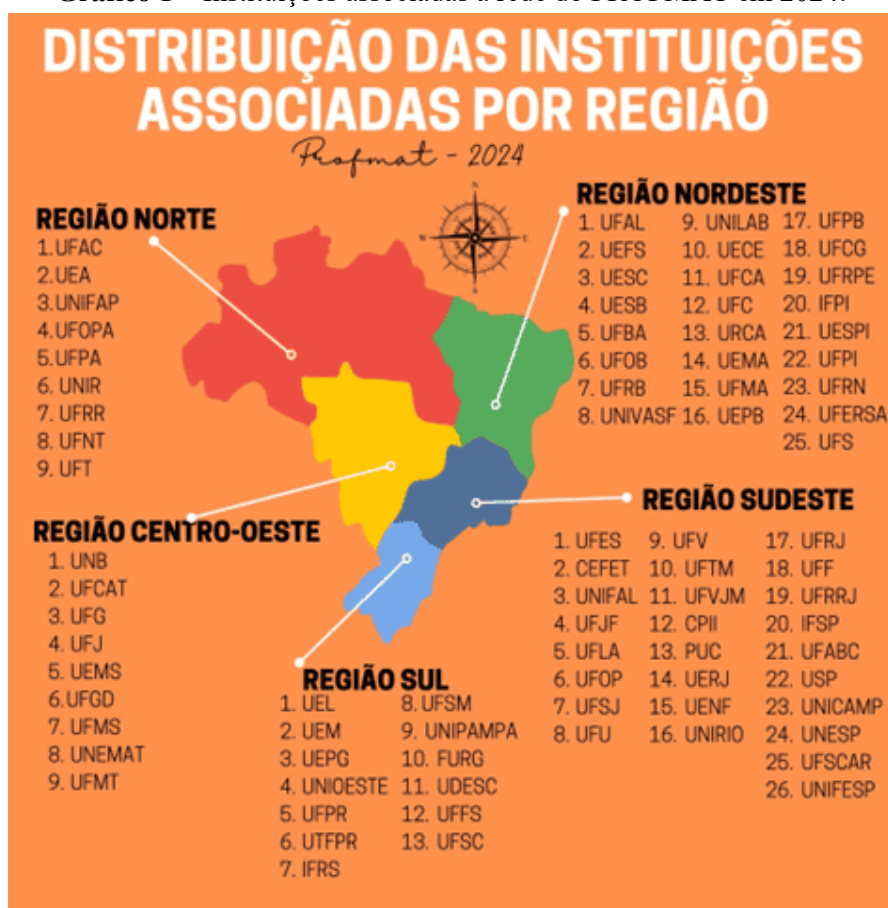 Gráfico 1 - Instituições associadas à rede do PROFMAT em 2024.
DISTRIBUIÇÃO DAS INSTITUIÇÕES
ASSOCIADAS POR REGIÃO
Profmat - 2024
REGIÃO NORTE
1. UFAC
2. UEA
3. UNIFAP
4. UFOPA
5. UFPA
6. UNIR
7. UFRR
8. UFNT
9. UFT
REGIÃO NORDESTE
1. UFAL
2. UEFS
3. UESC
4. UESB
5. UFBA
6. UFOB
7. UFRB
8. UNIVASF
9. UNILAB
10. UECE
11. UFCA
12. UFC
13. URCA
14. UEMA
15. UFMA
16. UEPB
17. UFPB
18. UFCG
19. UFRPE
20. IFPI
21. UESPI
22. UFPI
23. UFRN
24. UFERSA
25. UFS
REGIÃO CENTRO-OESTE
1. UNB
2. UFCAT
3. UFG
4. UFJ
5. UEMS
6. UFGD
7. UFMS
8. UNEMAT
9. UFMT
REGIÃO SUDESTE
1. UFES
2. CEFET
3. UNIFAL
4. UFJF
5. UFLA
6. UFOP
7. UFSJ
8. UFU
9. UFV
10. UFTM
11. UFVJM
12. CPII
13. PUC
14. UERJ
15. UENF
16. UNIRIO
17. UFRJ
18. UFF
19. UFRRJ
20. IFSP
21. UFABC
22. USP
23. UNICAMP
24. UNESP
25. UFSCAR
26. UNIFESP
REGIÃO SUL
1. UEL
2. UEM
3. UEPG
4. UNIOESTE
5. UFPR
6. UTFPR
7. IFRS
8. UFSM
9. UNIPAMPA
10. FURG
11. UDESC
12. UFFS
13. UFSC